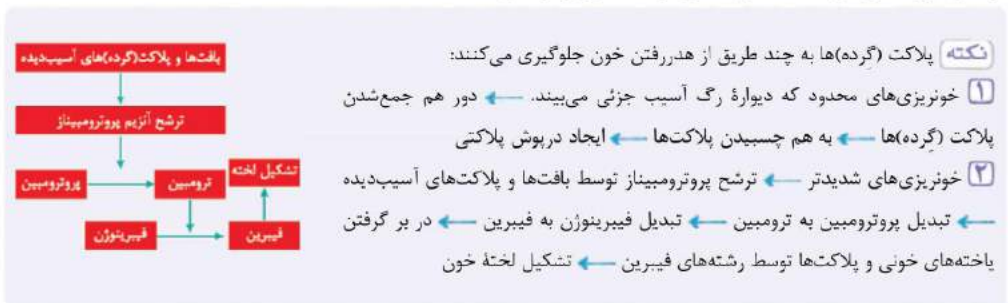 نکته پلاکت (گرده)ها به چند طریق از هدررفتن خون جلوگیری می‌کنند:
۱ خونریزی‌های محدود که دیوارهٔ رگ آسیب جزئی می‌بیند. ← دور هم جمع‌شدن
پلاکت (گِرده)ها ← به هم چسبیدن پلاکت‌ها ← ایجاد درپوش پلاکتی
۲ خونریزی‌های شدیدتر ← ترشح پروترومبیناز توسط بافت‌ها و پلاکت‌های آسیب‌دیده
← تبدیل پروترومبین به ترومبین ← تبدیل فیبرینوژن به فیبرین ← در بر گرفتن
یاخته‌های خونی و پلاکت‌ها توسط رشته‌های فیبرین ← تشکیل لختهٔ خون
بافت‌ها و پلاکت(گرده)های آسیب‌دیده
ترشح آنزیم پروترومبیناز
تشکیل لخته
ترومبین
پروترومبین
فیبرین
فیبرینوژن